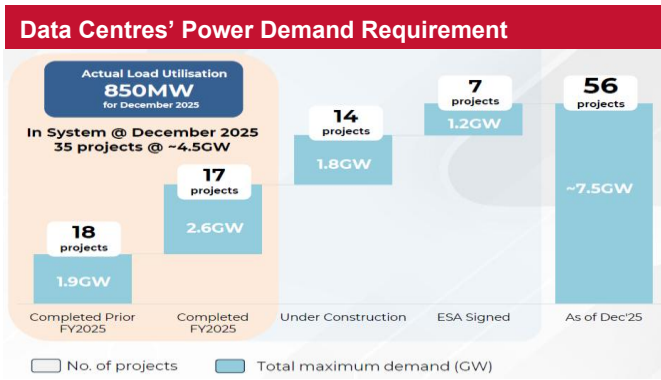 Data Centres' Power Demand Requirement
Actual Load Utilisation
850MW
for December 2025
In System @ December 2025
35 projects @ ~4.5GW
18
projects
1.9GW
17
projects
2.6GW
14
projects
1.8GW
7
projects
1.2GW
56
projects
~7.5GW
Completed Prior
FY2025
Completed
FY2025
Under Construction
ESA Signed
As of Dec'25
No. of projects
Total maximum demand (GW)